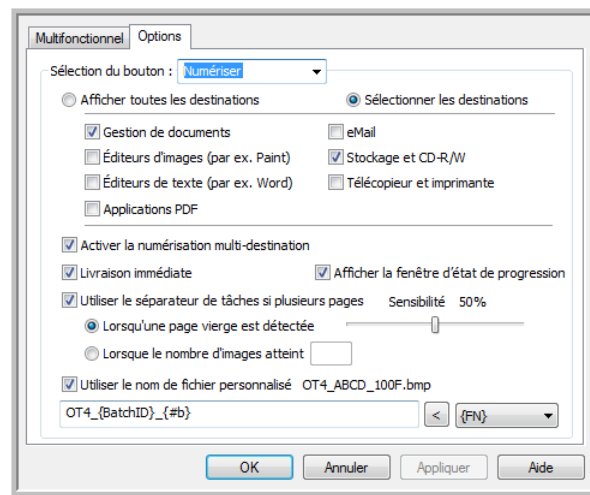 Multifonctionnel Options
Sélection du bouton : Numériser
Afficher toutes les destinations Sélectionner les destinations
Gestion de documents eMail
Éditeurs d'images (par ex. Paint) Stockage et CD-R/W
Éditeurs de texte (par ex. Word) Télécopieur et imprimante
Applications PDF
Activer la numérisation multi-destination
Livraison immédiate Afficher la fenêtre d'état de progression
Utiliser le séparateur de tâches si plusieurs pages Sensibilité 50%
Lorsqu'une page vierge est détectée
Lorsque le nombre d'images atteint
Utiliser le nom de fichier personnalisé OT4_ABCD_100F.bmp
OT4_{BatchID}_{#b} < {FN}
OK Annuler Appliquer Aide